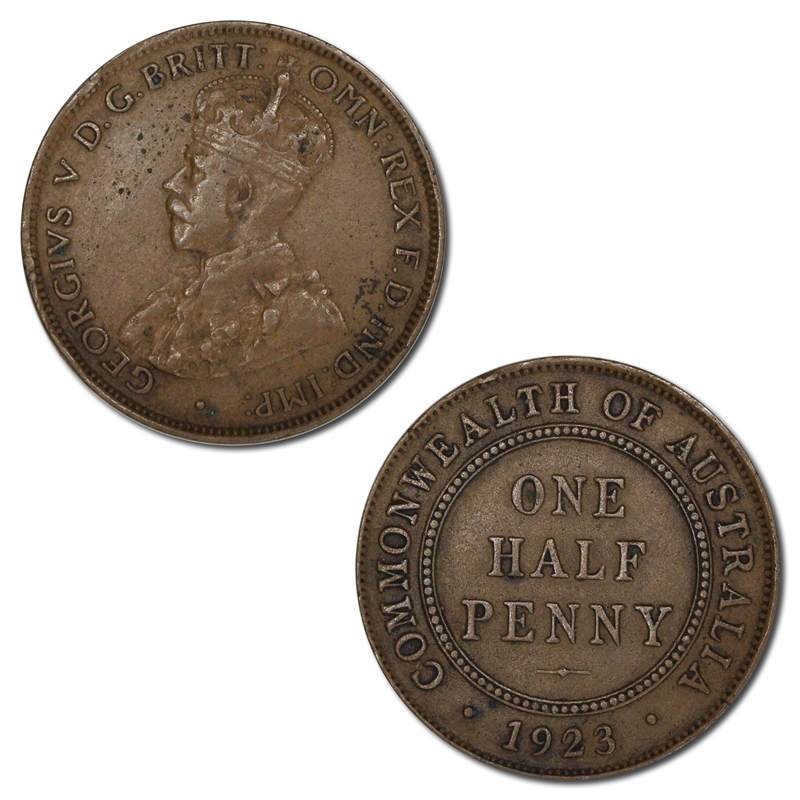 GEORGIVS V D.G.BRITT: OMN: REX F.D.IND:IMP:
COMMONWEALTH OF AUSTRALIA
ONE
HALF
PENNY
· 1923 ·